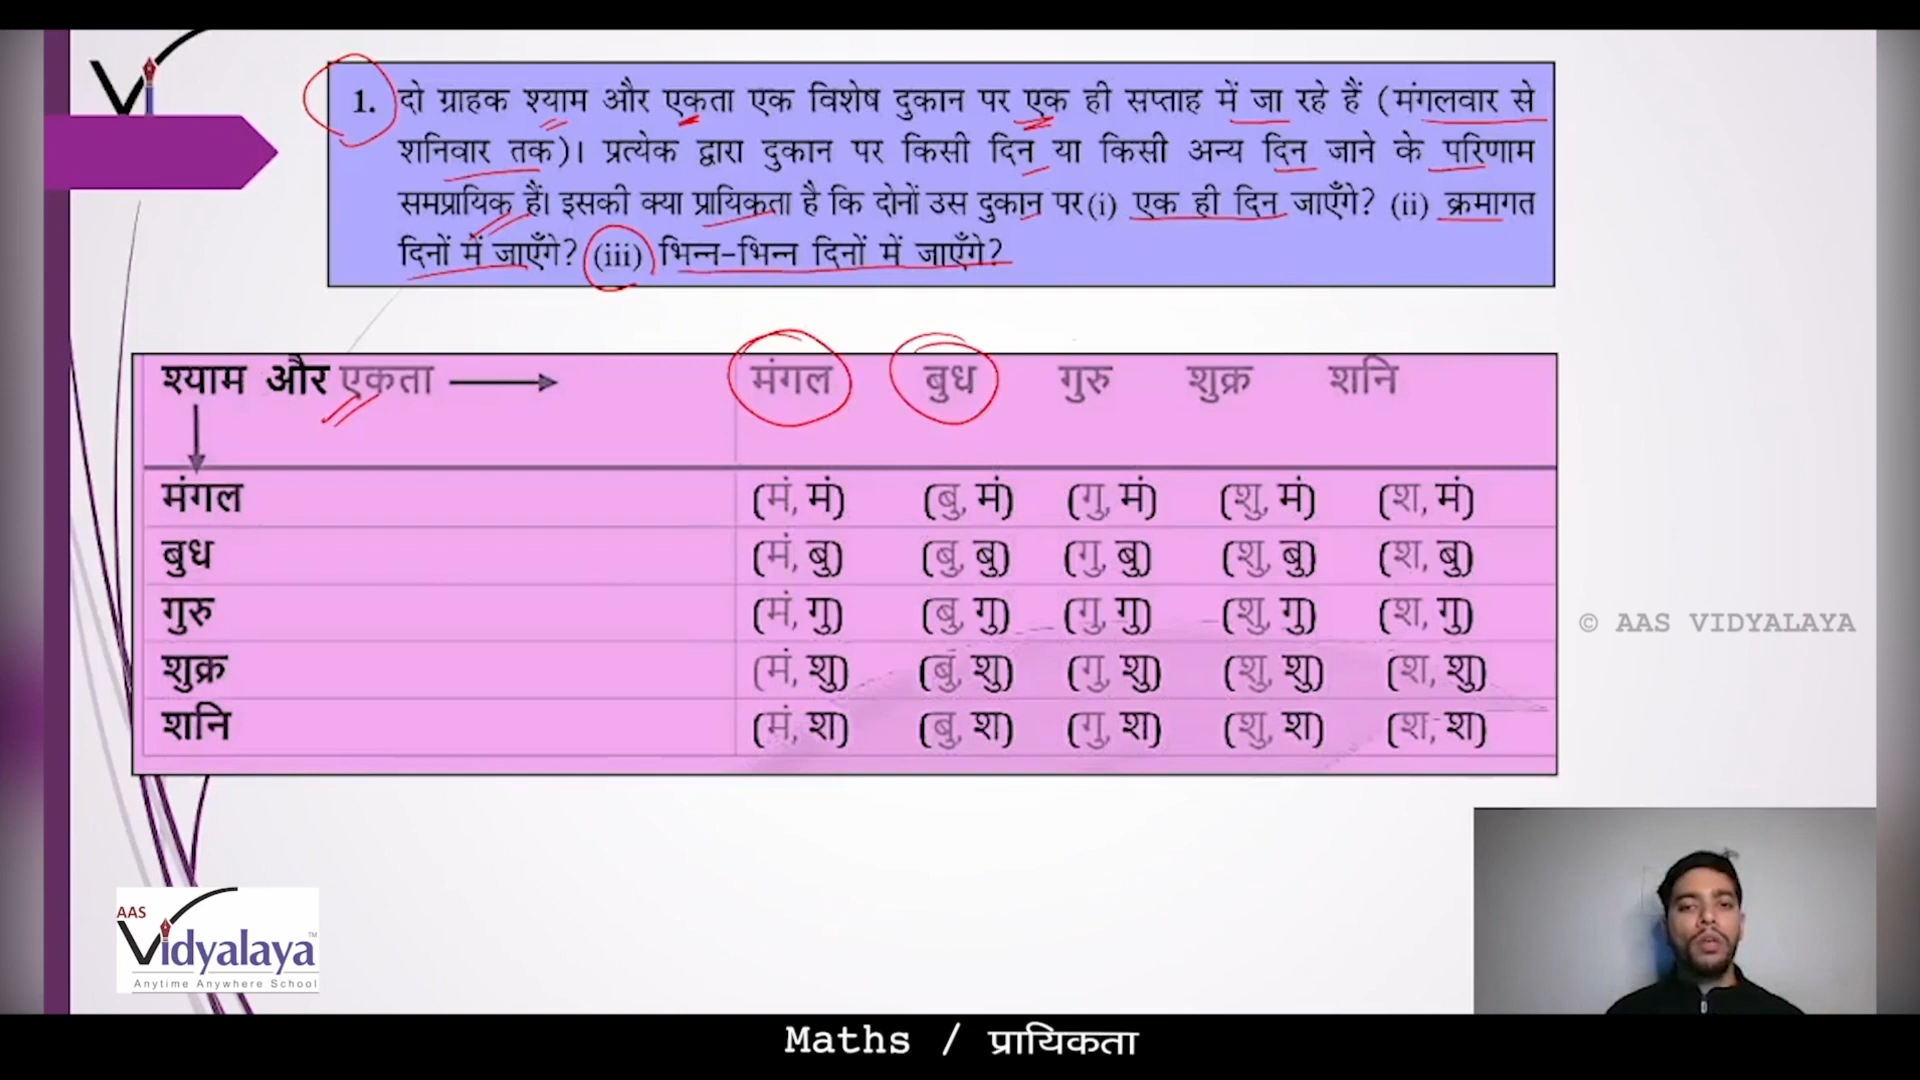 1. दो ग्राहक श्याम और एकता एक विशेष दुकान पर एक ही सप्ताह में जा रहे हैं (मंगलवार से
शनिवार तक)। प्रत्येक द्वारा दुकान पर किसी दिन या किसी अन्य दिन जाने के परिणाम
समप्रायिक हैं। इसकी क्या प्रायिकता है कि दोनों उस दुकान पर(i) एक ही दिन जाएँगे? (ii) क्रमागत
दिनों में जाएँगे? (iii) भिन्न-भिन्न दिनों में जाएँगे?
श्याम और एकता मंगल बुध गुरु शुक्र शनि
मंगल (मं, मं) (बु, मं) (गु, मं) (शु, मं) (श, मं)
बुध (मं, बु) (बु, बु) (गु, बु) (शु, बु) (श, बु)
गुरु (मं, गु) (बु, गु) (गु, गु) (शु, गु) (श, गु)
शुक्र (मं, शु) (बु, शु) (गु, शु) (शु, शु) (श, शु)
शनि (मं, श) (बु, श) (गु, श) (शु, श) (श, श)
© AAS VIDYALAYA
AAS
Vidyalaya™
Anytime Anywhere School
Maths / प्रायिकता